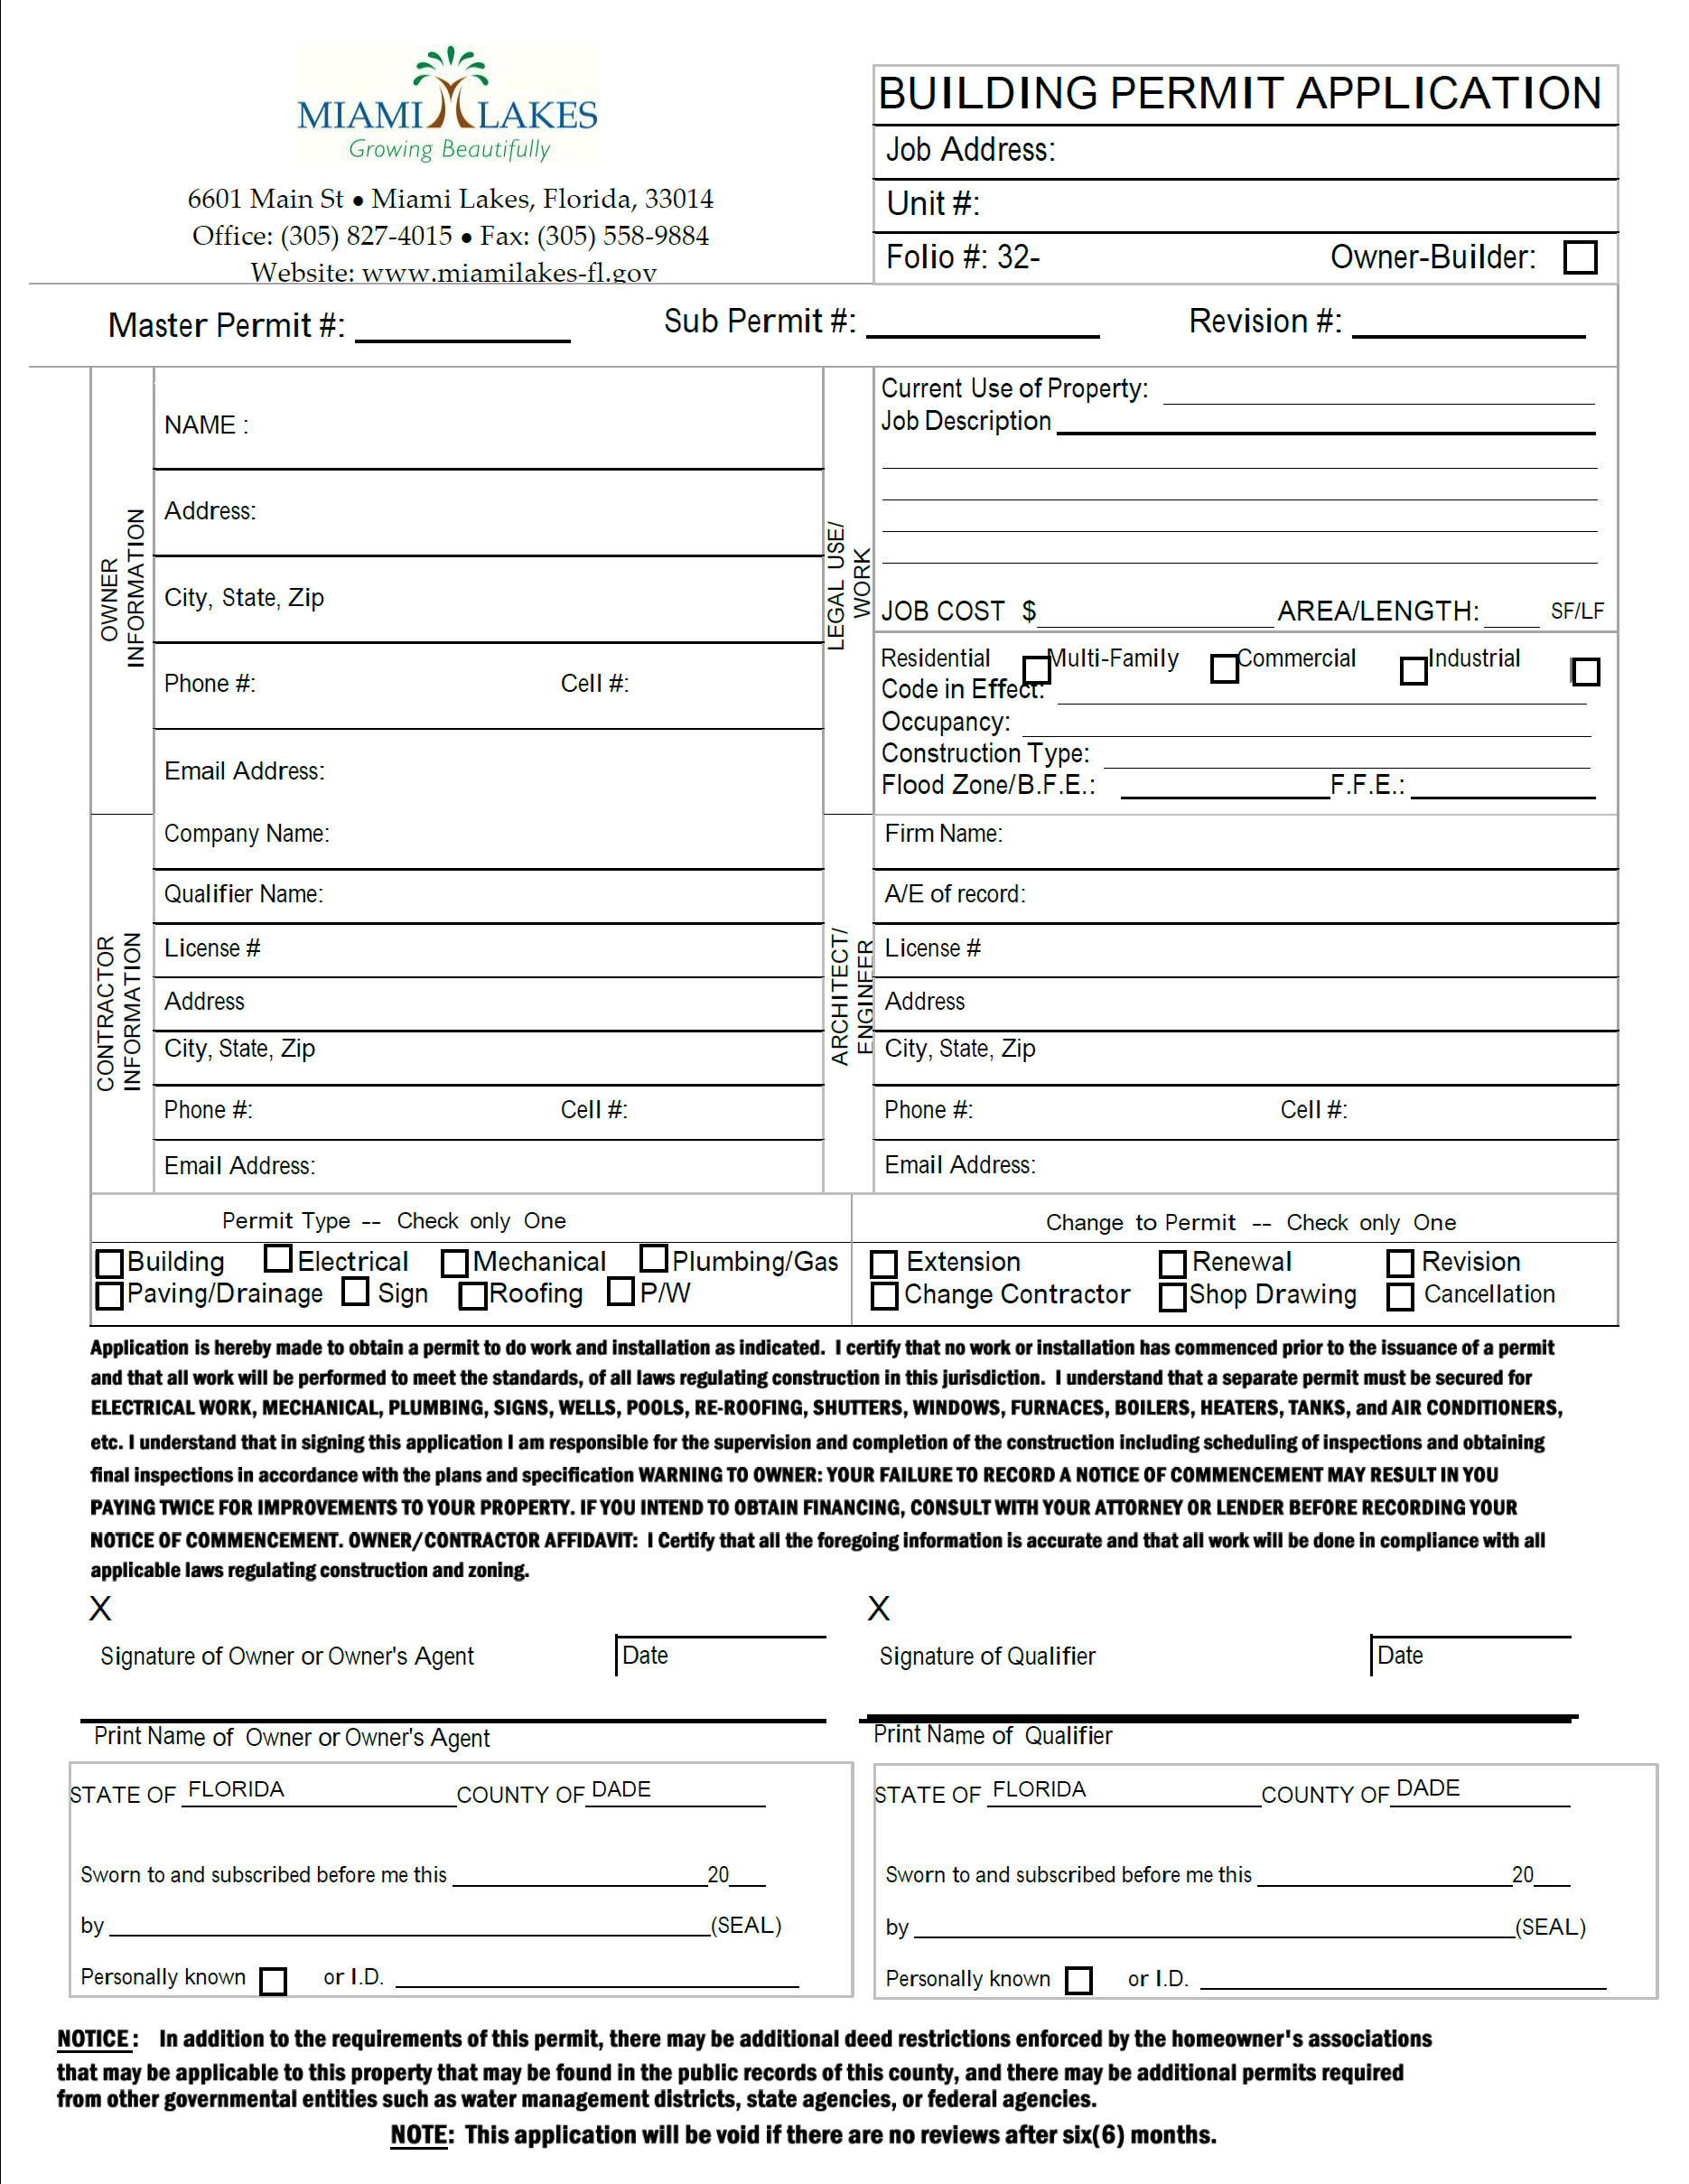 MIAMI LAKES
Growing Beautifully
6601 Main St • Miami Lakes, Florida, 33014
Office: (305) 827-4015 • Fax: (305) 558-9884
Website: www.miamilakes-fl.gov
BUILDING PERMIT APPLICATION
Job Address:
Unit #:
Folio #: 32- Owner-Builder:
Master Permit #: Sub Permit #: Revision #:
OWNER
INFORMATION
NAME :
Address:
City, State, Zip
Phone #: Cell #:
Email Address:
LEGAL USE/
WORK
Current Use of Property:
Job Description
JOB COST $ AREA/LENGTH: SF/LF
Residential Multi-Family Commercial Industrial
Code in Effect:
Occupancy:
Construction Type:
Flood Zone/B.F.E.: F.F.E.:
CONTRACTOR
INFORMATION
Company Name:
Qualifier Name:
License #
Address
City, State, Zip
Phone #: Cell #:
Email Address:
ARCHITECT/
ENGINEER
Firm Name:
A/E of record:
License #
Address
City, State, Zip
Phone #: Cell #:
Email Address:
Permit Type -- Check only One
Building Electrical Mechanical Plumbing/Gas
Paving/Drainage Sign Roofing P/W
Change to Permit -- Check only One
Extension Renewal Revision
Change Contractor Shop Drawing Cancellation
Application is hereby made to obtain a permit to do work and installation as indicated. I certify that no work or installation has commenced prior to the issuance of a permit
and that all work will be performed to meet the standards, of all laws regulating construction in this jurisdiction. I understand that a separate permit must be secured for
ELECTRICAL WORK, MECHANICAL, PLUMBING, SIGNS, WELLS, POOLS, RE-ROOFING, SHUTTERS, WINDOWS, FURNACES, BOILERS, HEATERS, TANKS, and AIR CONDITIONERS,
etc. I understand that in signing this application I am responsible for the supervision and completion of the construction including scheduling of inspections and obtaining
final inspections in accordance with the plans and specification WARNING TO OWNER: YOUR FAILURE TO RECORD A NOTICE OF COMMENCEMENT MAY RESULT IN YOU
PAYING TWICE FOR IMPROVEMENTS TO YOUR PROPERTY. IF YOU INTEND TO OBTAIN FINANCING, CONSULT WITH YOUR ATTORNEY OR LENDER BEFORE RECORDING YOUR
NOTICE OF COMMENCEMENT. OWNER/CONTRACTOR AFFIDAVIT: I Certify that all the foregoing information is accurate and that all work will be done in compliance with all
applicable laws regulating construction and zoning.
X
Signature of Owner or Owner's Agent Date
Print Name of Owner or Owner's Agent
STATE OF FLORIDA COUNTY OF DADE
Sworn to and subscribed before me this 20
by (SEAL)
Personally known or I.D.
X
Signature of Qualifier Date
Print Name of Qualifier
STATE OF FLORIDA COUNTY OF DADE
Sworn to and subscribed before me this 20
by (SEAL)
Personally known or I.D.
NOTICE: In addition to the requirements of this permit, there may be additional deed restrictions enforced by the homeowner's associations
that may be applicable to this property that may be found in the public records of this county, and there may be additional permits required
from other governmental entities such as water management districts, state agencies, or federal agencies.
NOTE: This application will be void if there are no reviews after six(6) months.